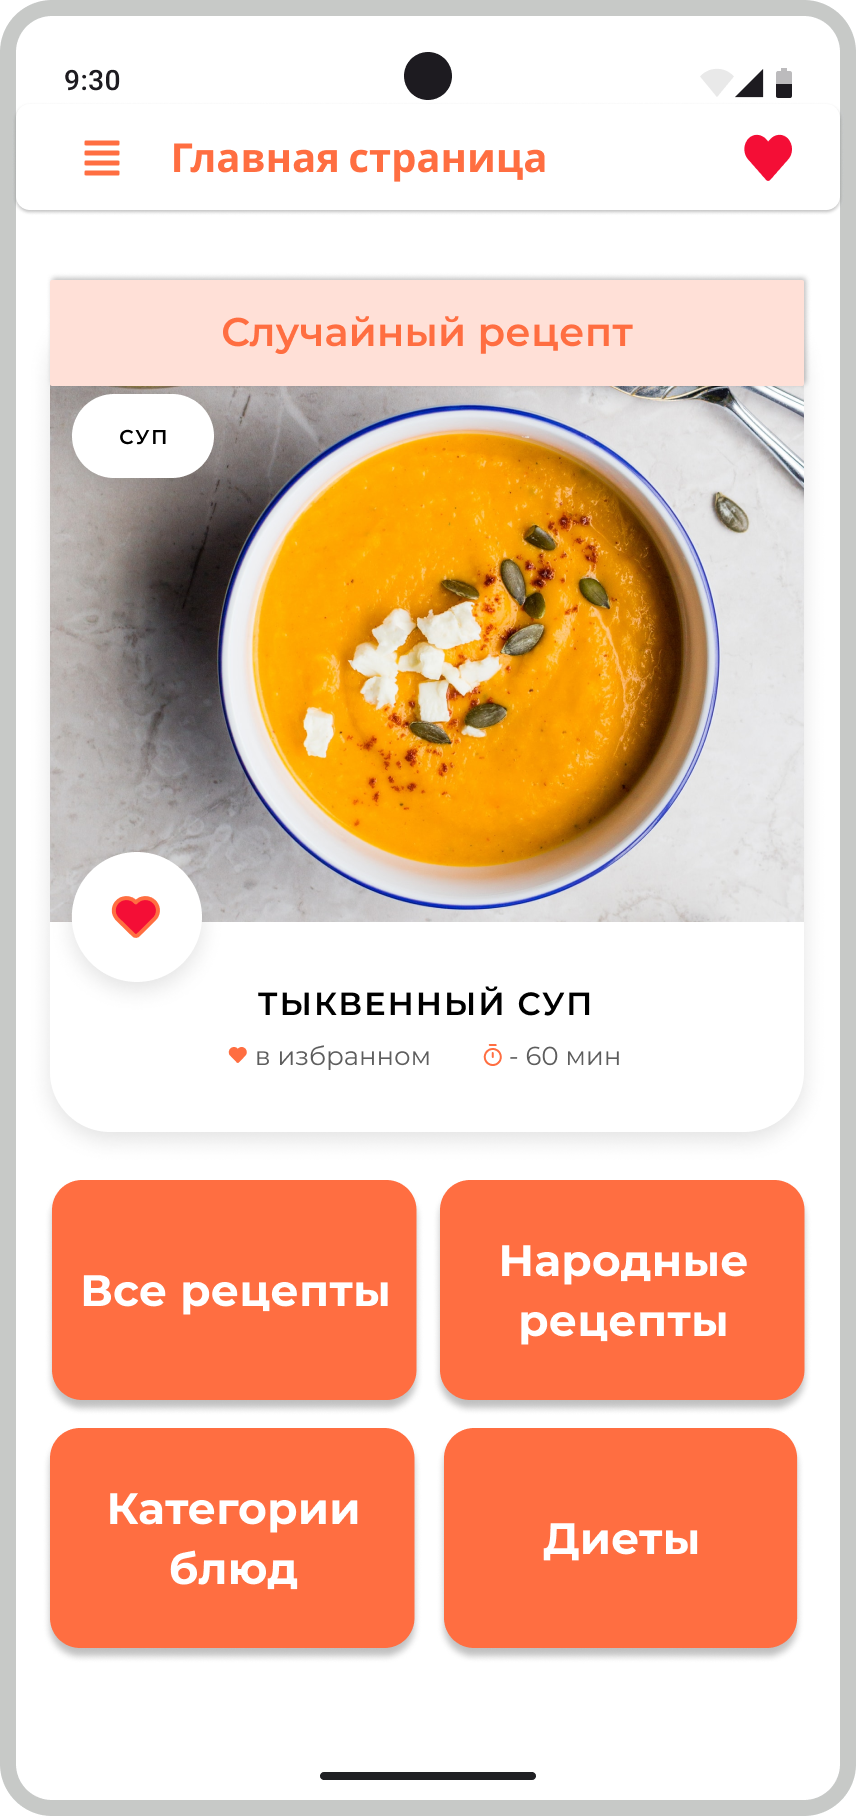 9:30
Главная страница
Случайный рецепт
СУП
ТЫКВЕННЫЙ СУП
в избранном - 60 мин
Все рецепты
Народные
рецепты
Категории
блюд
Диеты